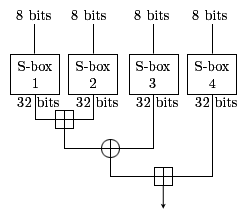 8 bits 8 bits 8 bits 8 bits
S-box S-box S-box S-box
1 2 3 4
32 bits 32 bits 32 bits 32 bits